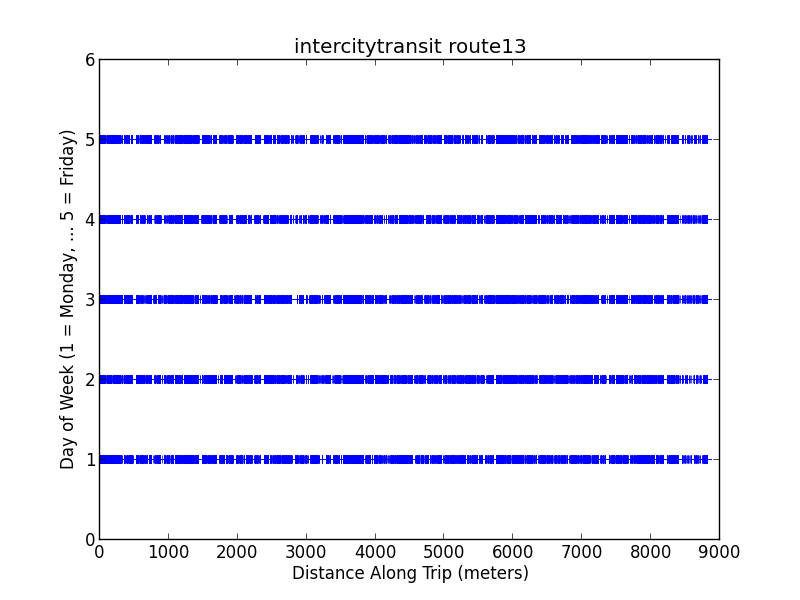 intercitytransit route13
6
5
4
3
2
1
0
Day of Week (1 = Monday, ... 5 = Friday)
0 1000 2000 3000 4000 5000 6000 7000 8000 9000
Distance Along Trip (meters)